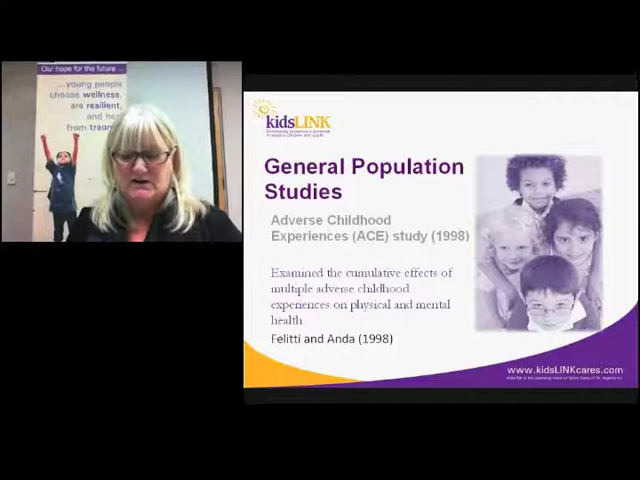 Our hope for the future ...
...young people
choose wellness,
are resilient,
and
from
kidsLINK
General Population
Studies
Adverse Childhood
Experiences (ACE) study (1998)
Examined the cumulative effects of
multiple adverse childhood
experiences on physical and mental
health.
Felitti and Anda (1998)
www.kidsLINKcares.com